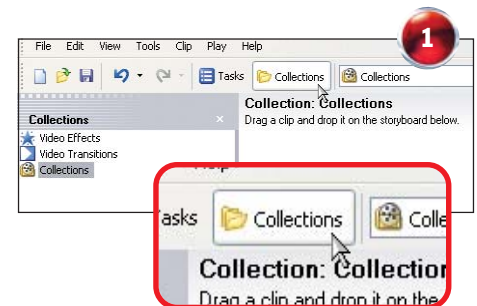 1
File Edit View Tools Clip Play Help
Tasks Collections Collections
Collections
Video Effects
Video Transitions
Collections
Collection: Collections
Drag a clip and drop it on the storyboard below.
asks Collections Colle
Collection: Collection
Drag a clip and drop it on the